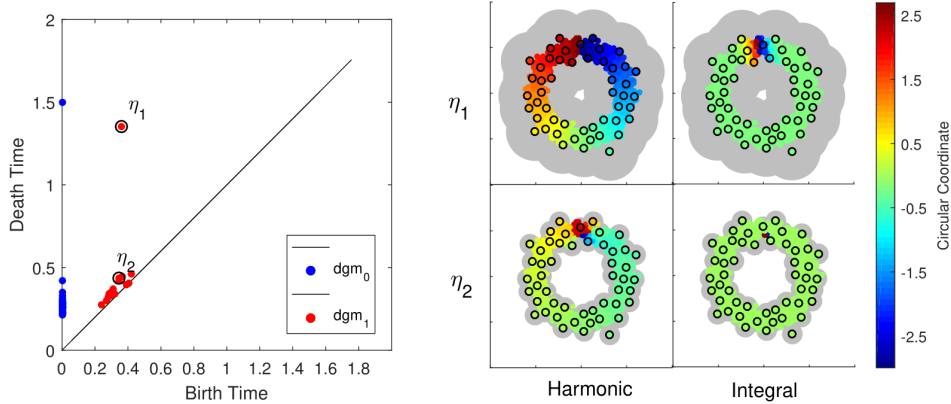 2
1.5
1
0.5
0
Death Time
η1
η2
dgm0
dgm1
0 0.2 0.4 0.6 0.8 1 1.2 1.4 1.6 1.8
Birth Time
η1
η2
Harmonic
Integral
2.5
1.5
0.5
-0.5
-1.5
-2.5
Circular Coordinate